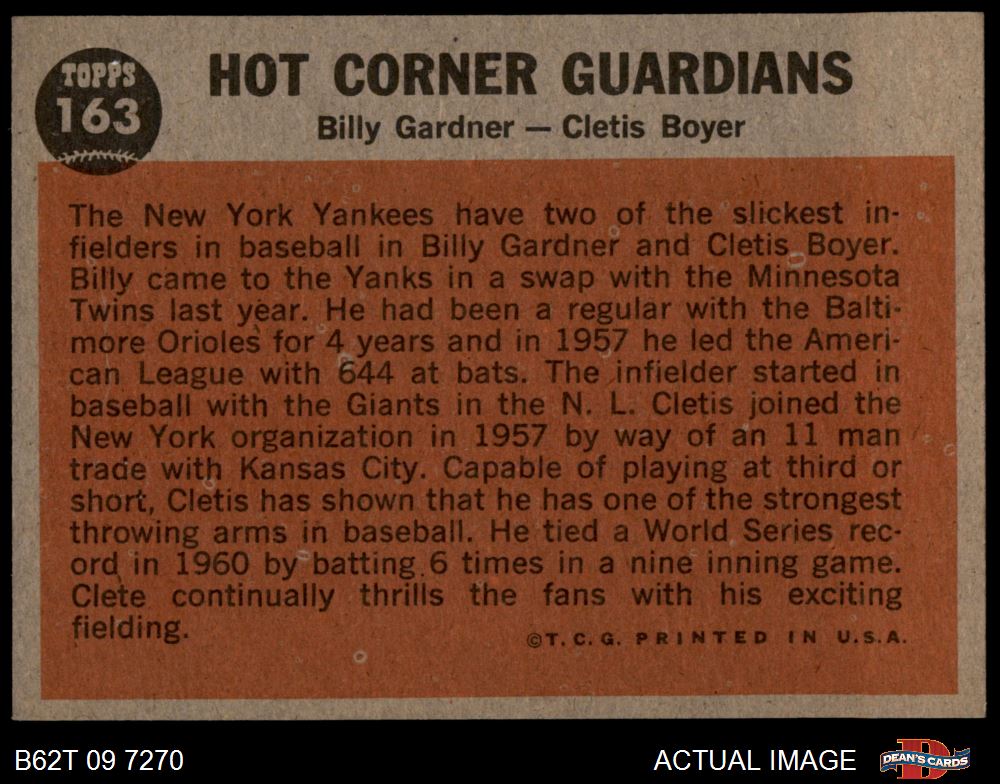 TOPPS
163
HOT CORNER GUARDIANS
Billy Gardner — Cletis Boyer
The New York Yankees have two of the slickest in-
fielders in baseball in Billy Gardner and Cletis Boyer.
Billy came to the Yanks in a swap with the Minnesota
Twins last year. He had been a regular with the Balti-
more Orioles for 4 years and in 1957 he led the Ameri-
can League with 644 at bats. The infielder started in
baseball with the Giants in the N. L. Cletis joined the
New York organization in 1957 by way of an 11 man
trade with Kansas City. Capable of playing at third or
short, Cletis has shown that he has one of the strongest
throwing arms in baseball. He tied a World Series rec-
ord in 1960 by batting 6 times in a nine inning game.
Clete continually thrills the fans with his exciting
fielding.
©T. C. G. PRINTED IN U.S.A.
B62T 09 7270
ACTUAL IMAGE
D
DEAN'S CARDS